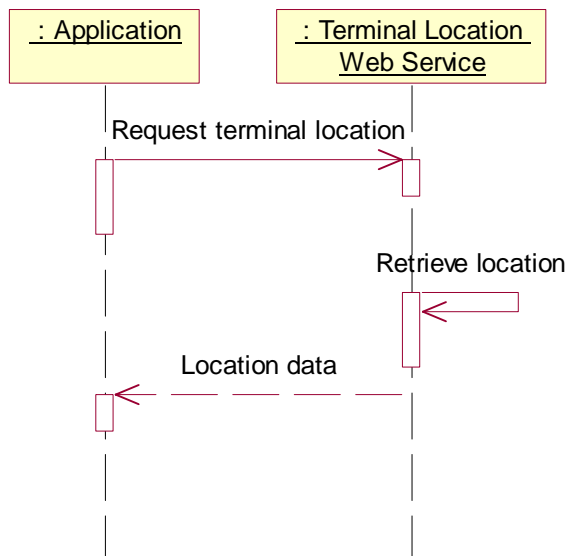 : Application
: Terminal Location
Web Service
Request terminal location
Retrieve location
Location data